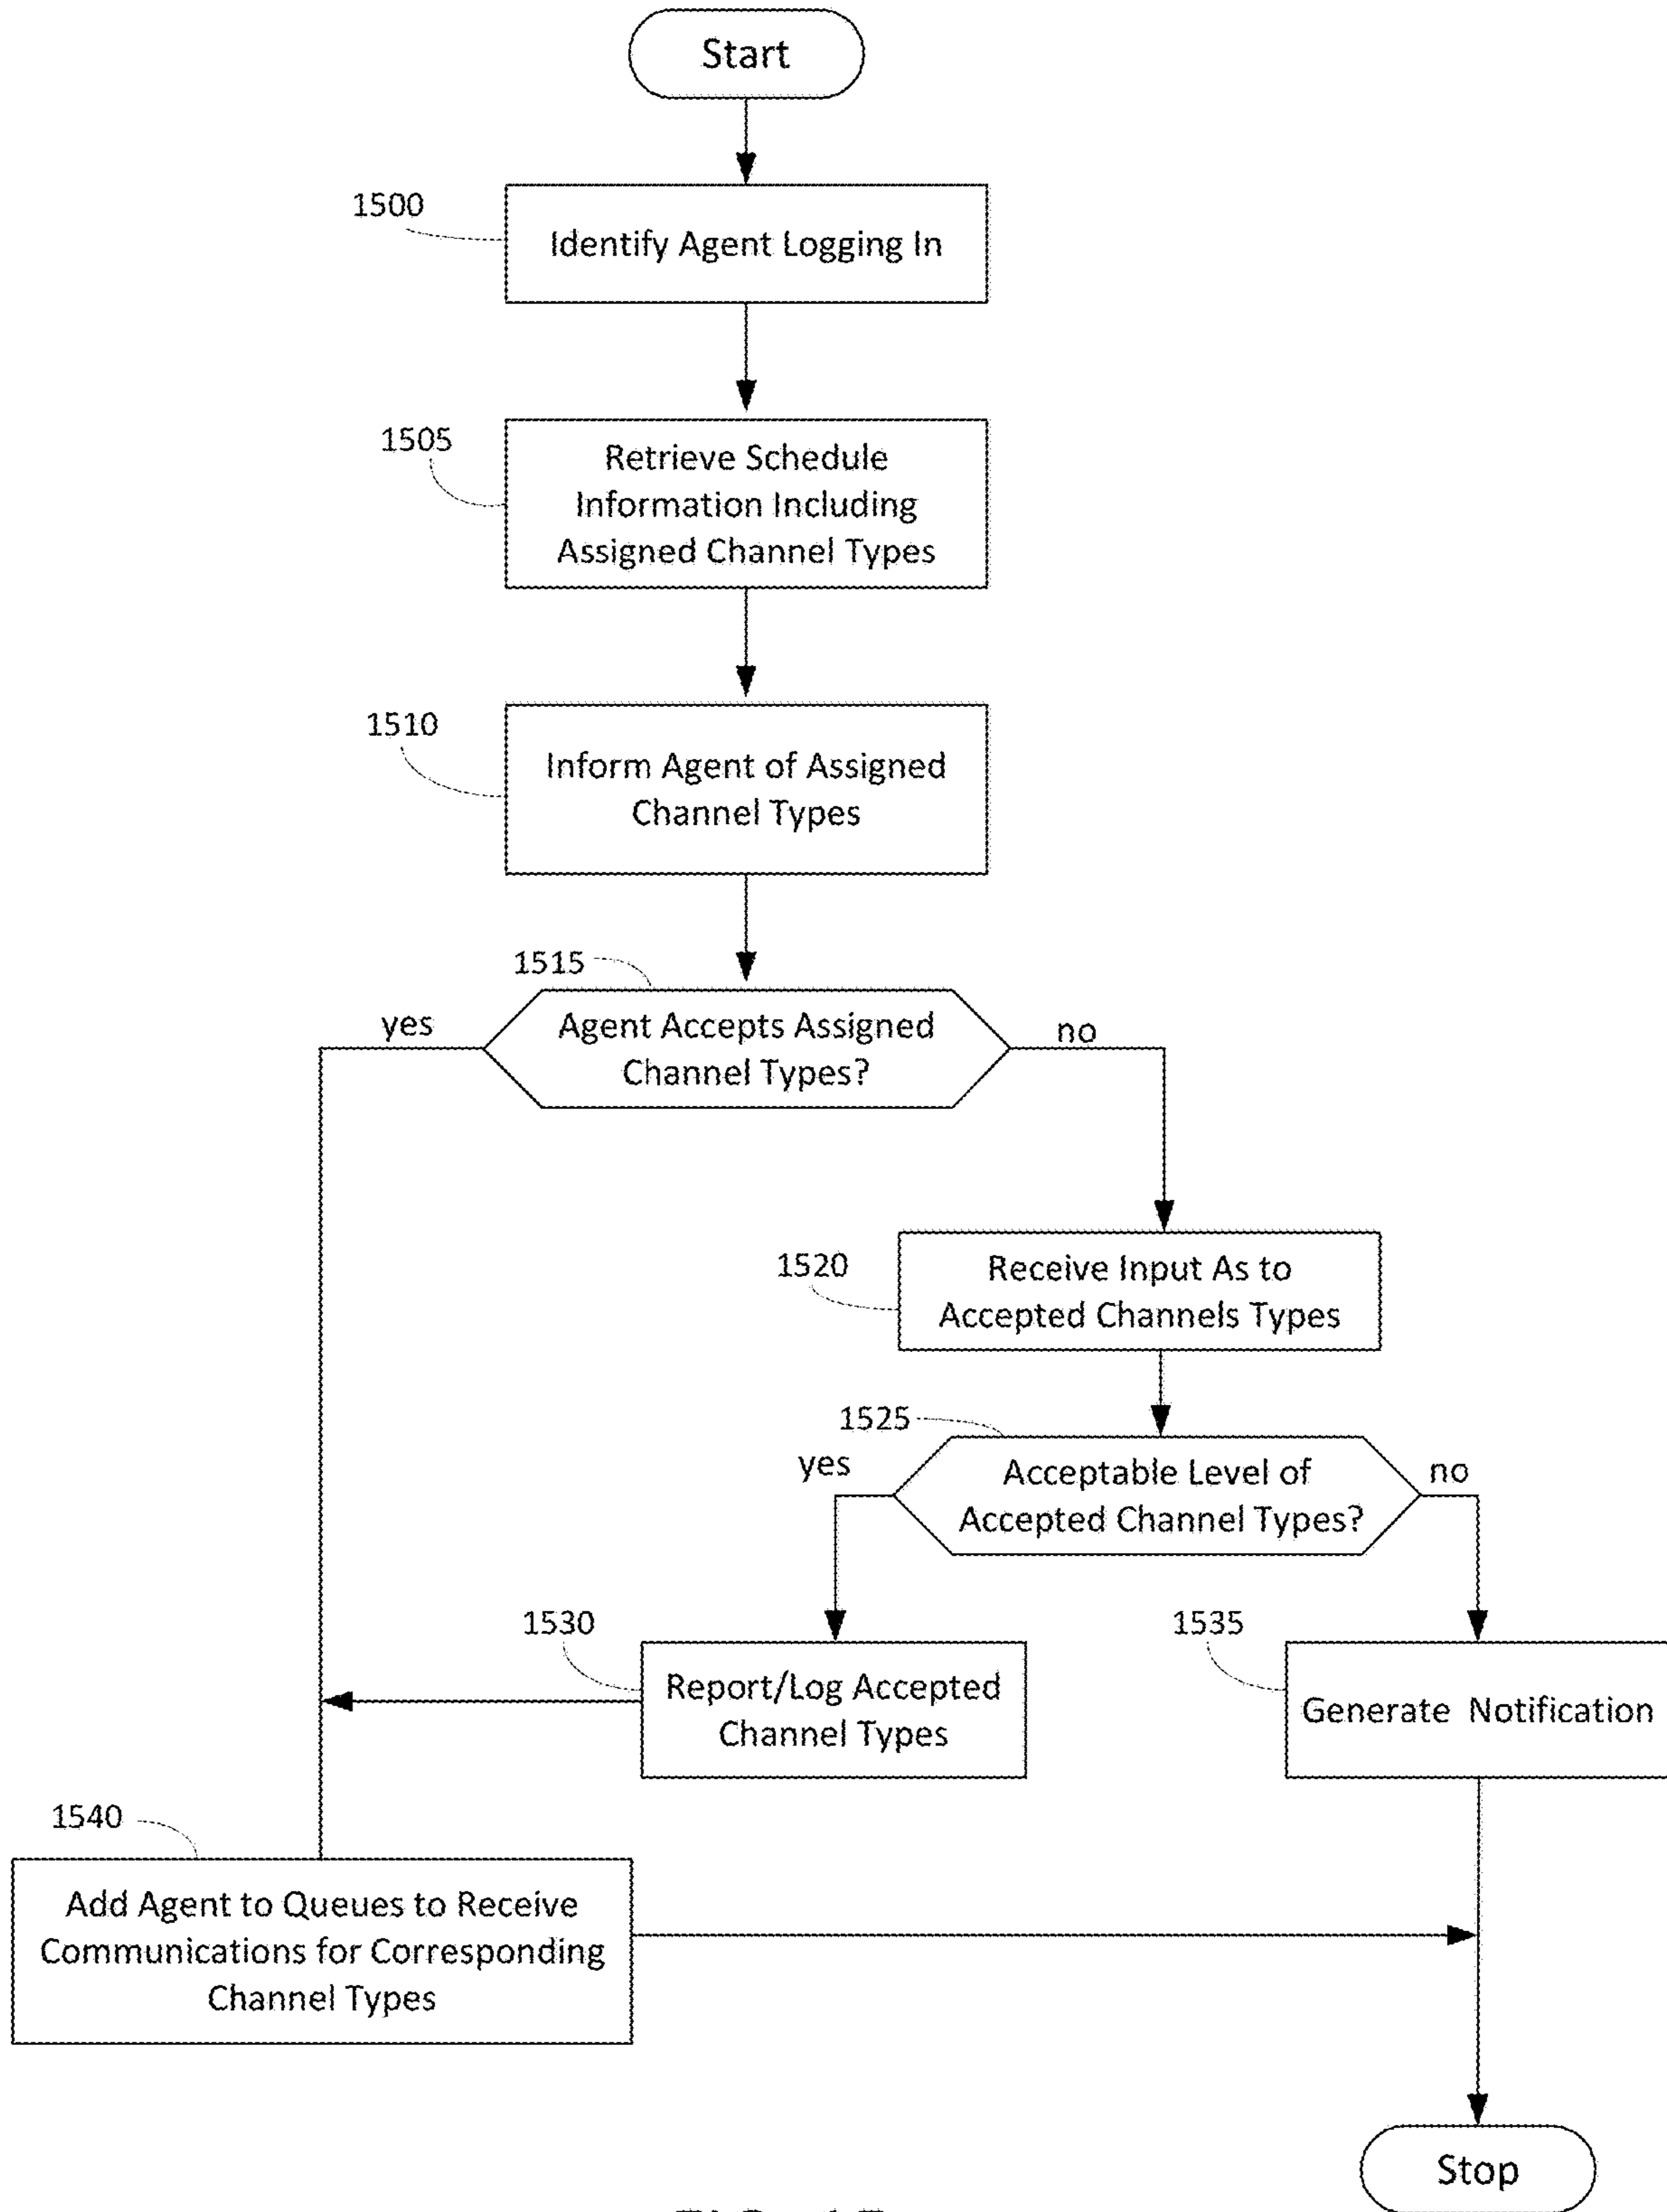 Start
1500
Identify Agent Logging In
1505
Retrieve Schedule
Information Including
Assigned Channel Types
1510
Inform Agent of Assigned
Channel Types
1515
yes
Agent Accepts Assigned
Channel Types?
no
1520
Receive Input As to
Accepted Channels Types
1525
yes
Acceptable Level of
Accepted Channel Types?
no
1530
Report/Log Accepted
Channel Types
1535
Generate Notification
1540
Add Agent to Queues to Receive
Communications for Corresponding
Channel Types
Stop